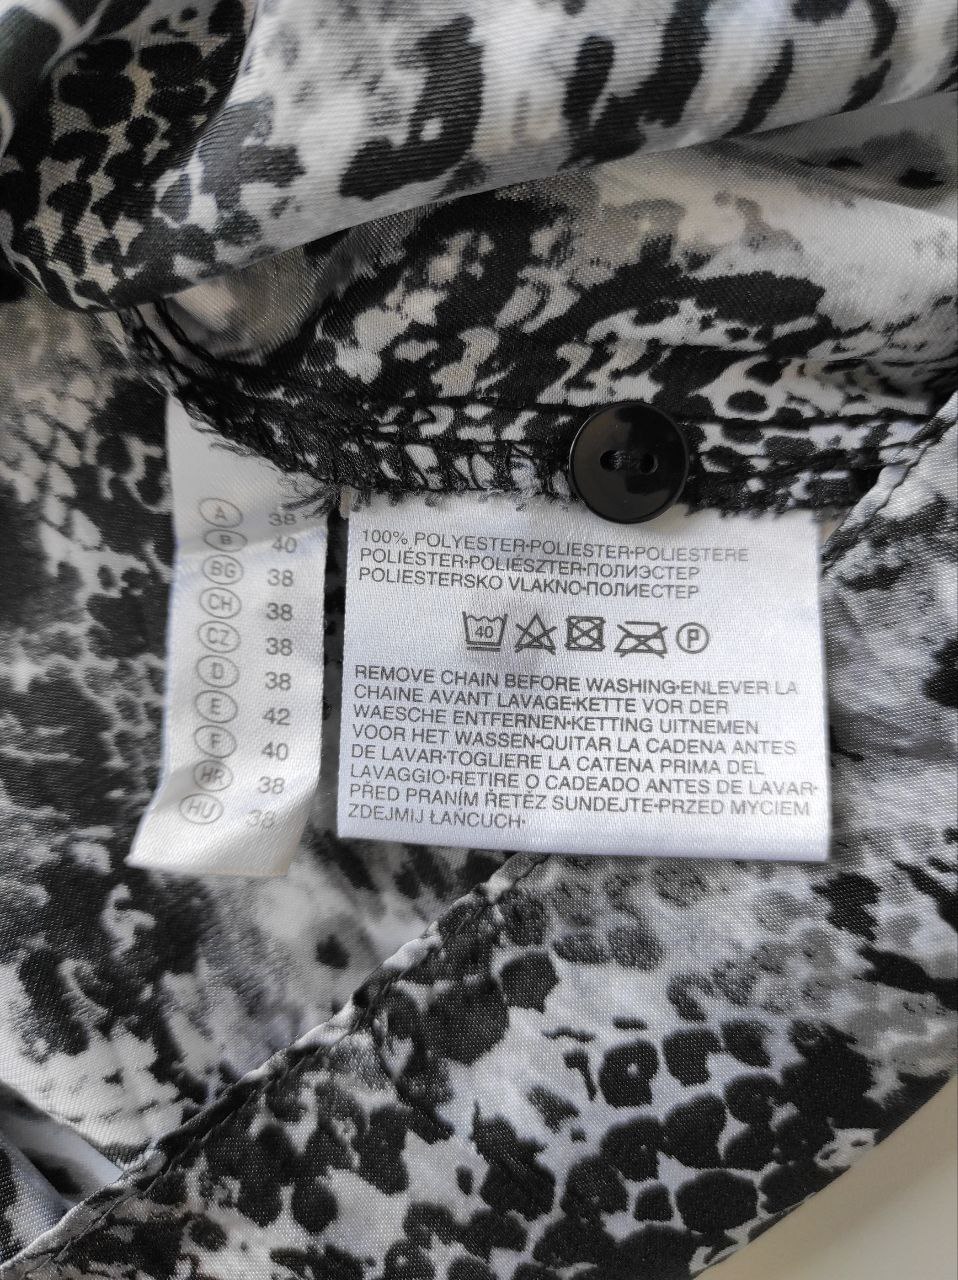 A 38
B 40
BG 38
CH 38
CZ 38
D 38
E 42
F 40
HR 38
HU 38
100% POLYESTER•POLIESTER•POLIESTERE
POLIÉSTER•POLIÉSZTER•ПОЛИЭСТЕР
POLIESTERSKO VLAKNO•ПОЛИЕСТЕР
40 P
REMOVE CHAIN BEFORE WASHING•ENLEVER LA
CHAINE AVANT LAVAGE•KETTE VOR DER
WAESCHE ENTFERNEN•KETTING UITNEMEN
VOOR HET WASSEN•QUITAR LA CADENA ANTES
DE LAVAR•TOGLIERE LA CATENA PRIMA DEL
LAVAGGIO•RETIRE O CADEADO ANTES DE LAVAR•
PŘED PRANÍM ŘETĚZ SUNDEJTE•PRZED MYCIEM
ZDEJMIJ ŁAŃCUCH•